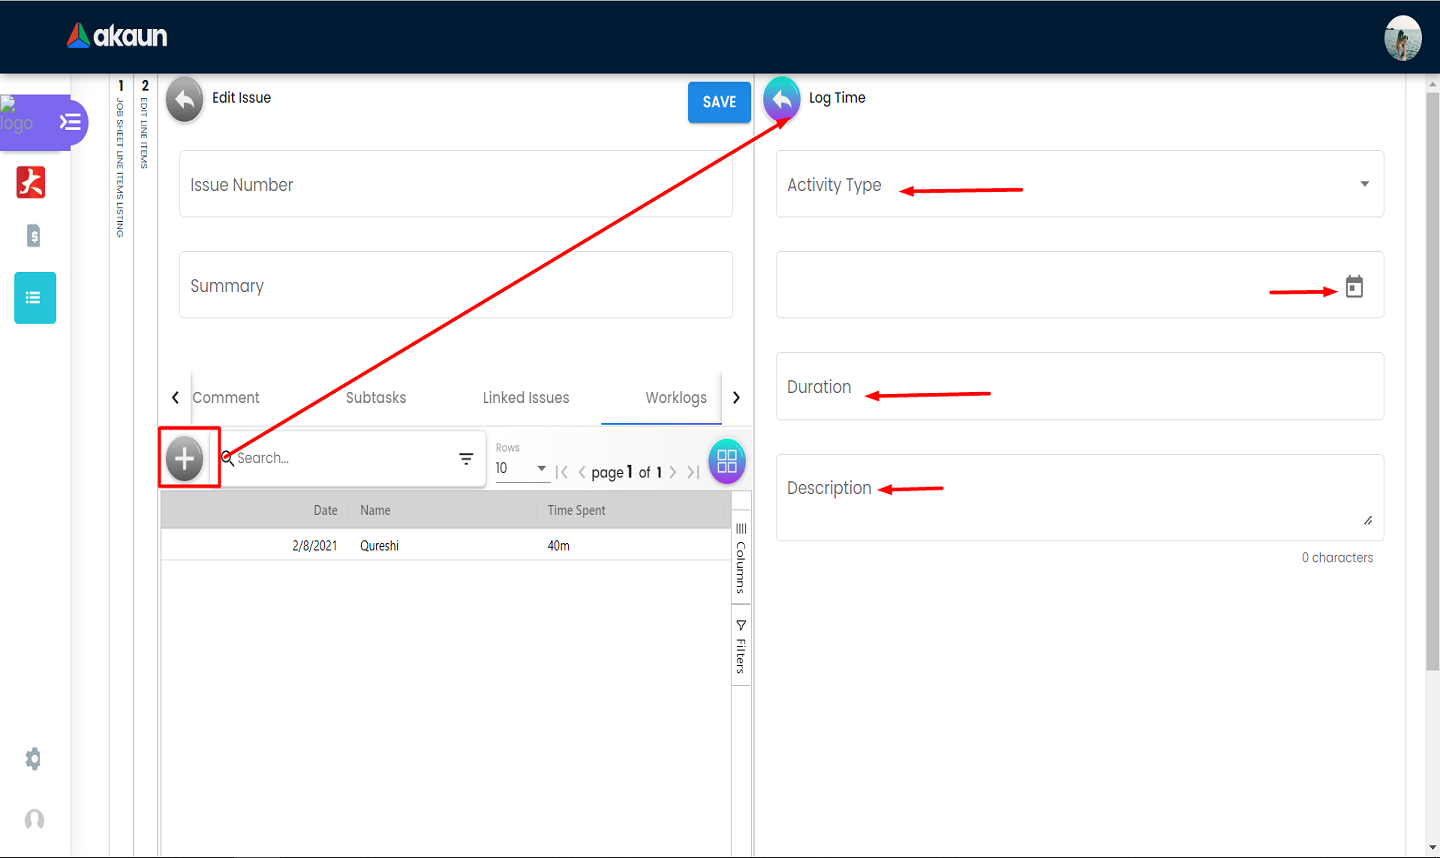 akaun
logo
1 JOB SHEET LINE ITEMS LISTING
2 EDIT LINE ITEMS
Edit Issue
SAVE
Issue Number
Summary
Comment Subtasks Linked Issues Worklogs
Search...
Rows
10
page 1 of 1
Date Name Time Spent
2/8/2021 Qureshi 40m
Columns
Filters
Log Time
Activity Type
Duration
Description
0 characters